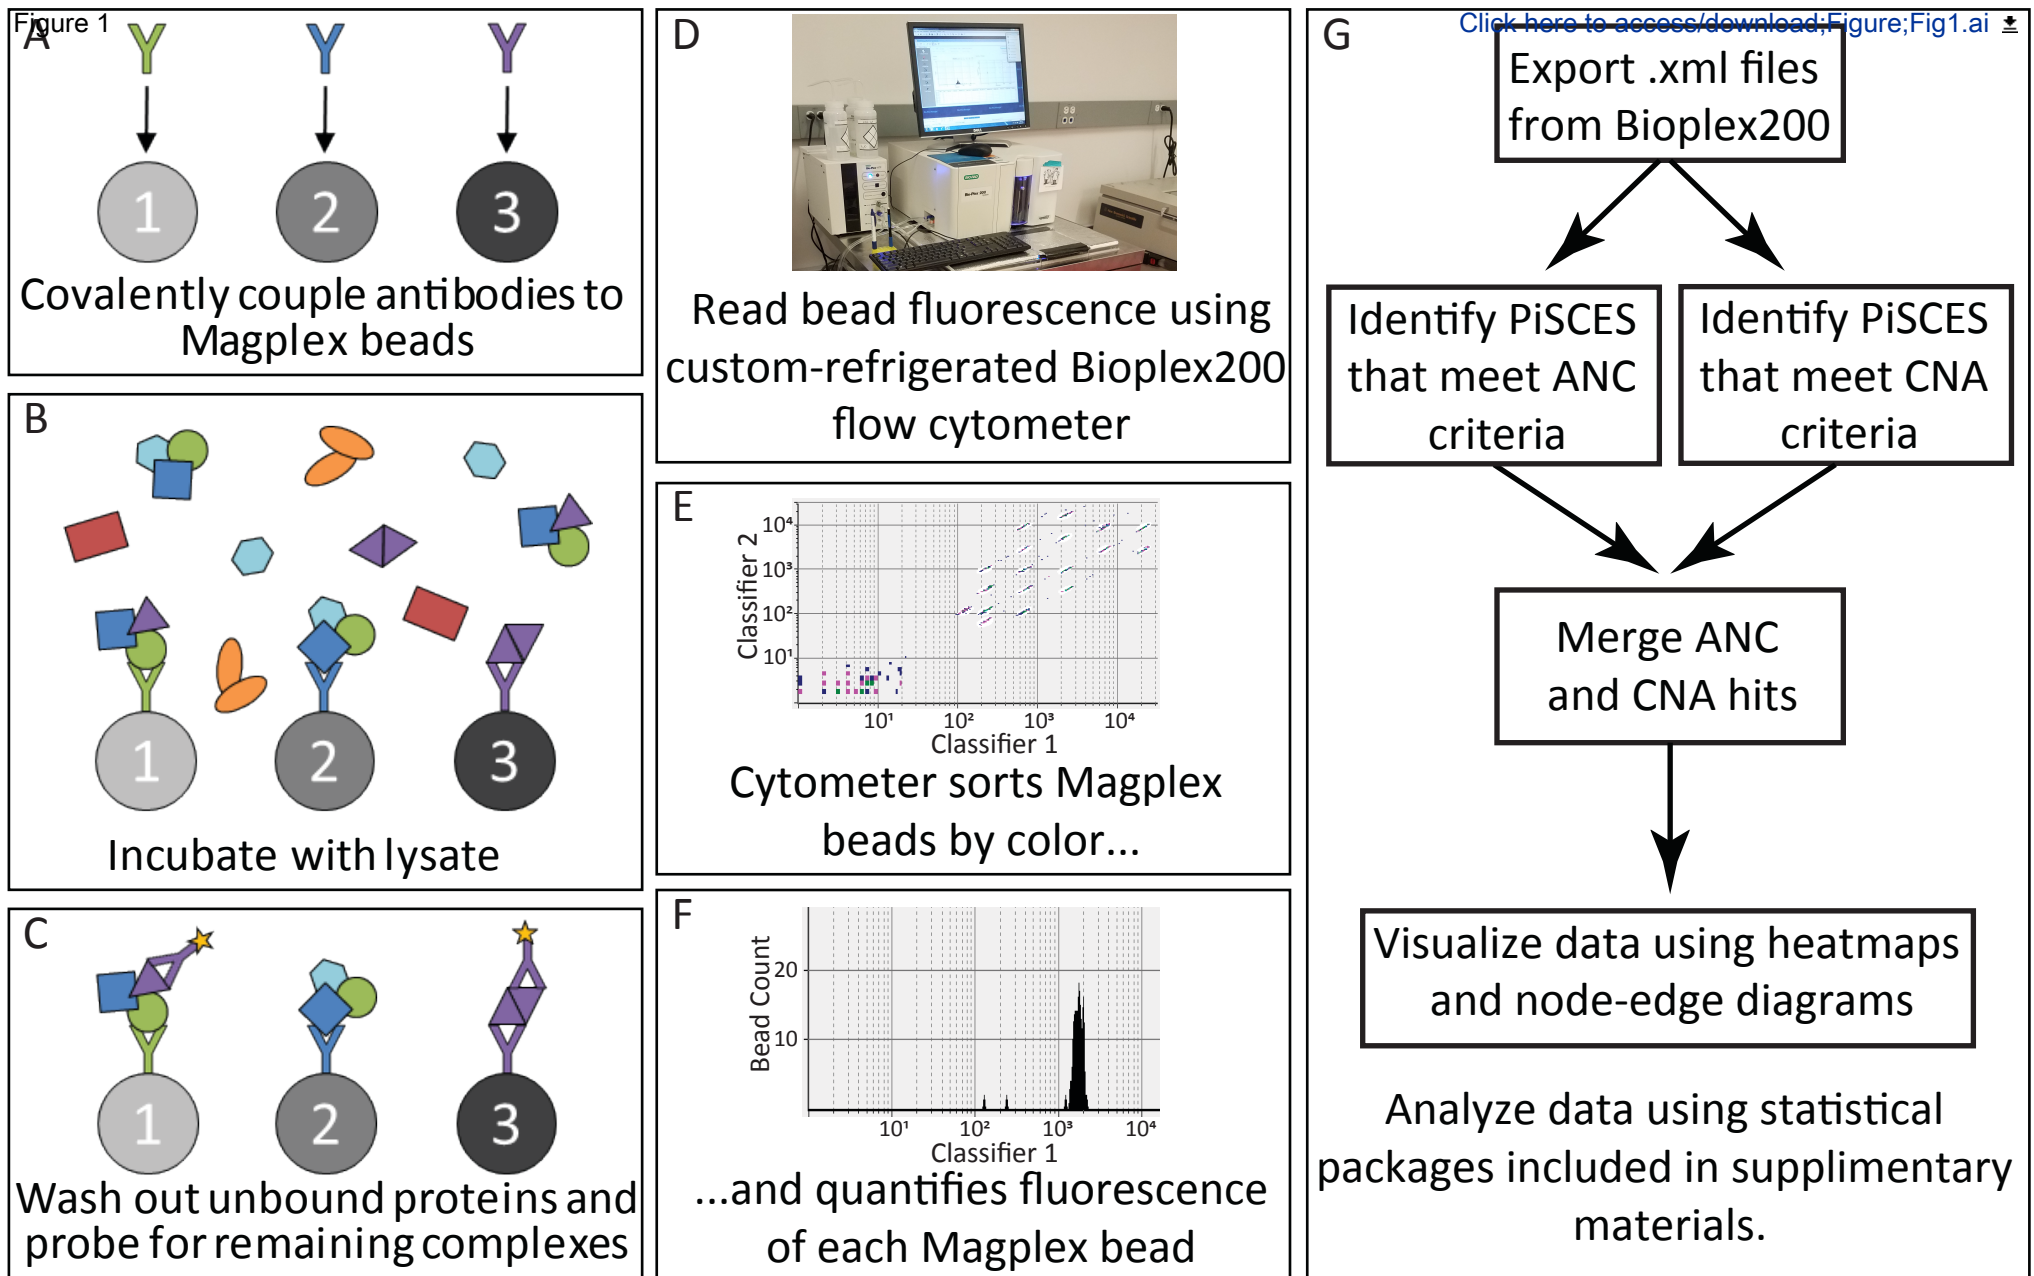 Figure 1
Click here to access/download;Figure;Fig1.ai
A
1
2
3
Covalently couple antibodies to
Magplex beads
B
1
2
3
Incubate with lysate
C
1
2
3
Wash out unbound proteins and
probe for remaining complexes
D
Read bead fluorescence using
custom-refrigerated Bioplex200
flow cytometer
E
Classifier 2
10⁴
10³
10²
10¹
10¹ 10² 10³ 10⁴
Classifier 1
Cytometer sorts Magplex
beads by color...
F
Bead Count
20
10
10¹ 10² 10³ 10⁴
Classifier 1
...and quantifies fluorescence
of each Magplex bead
G
Export .xml files
from Bioplex200
Identify PiSCES
that meet ANC
criteria
Identify PiSCES
that meet CNA
criteria
Merge ANC
and CNA hits
Visualize data using heatmaps
and node-edge diagrams
Analyze data using statistical
packages included in supplimentary
materials.